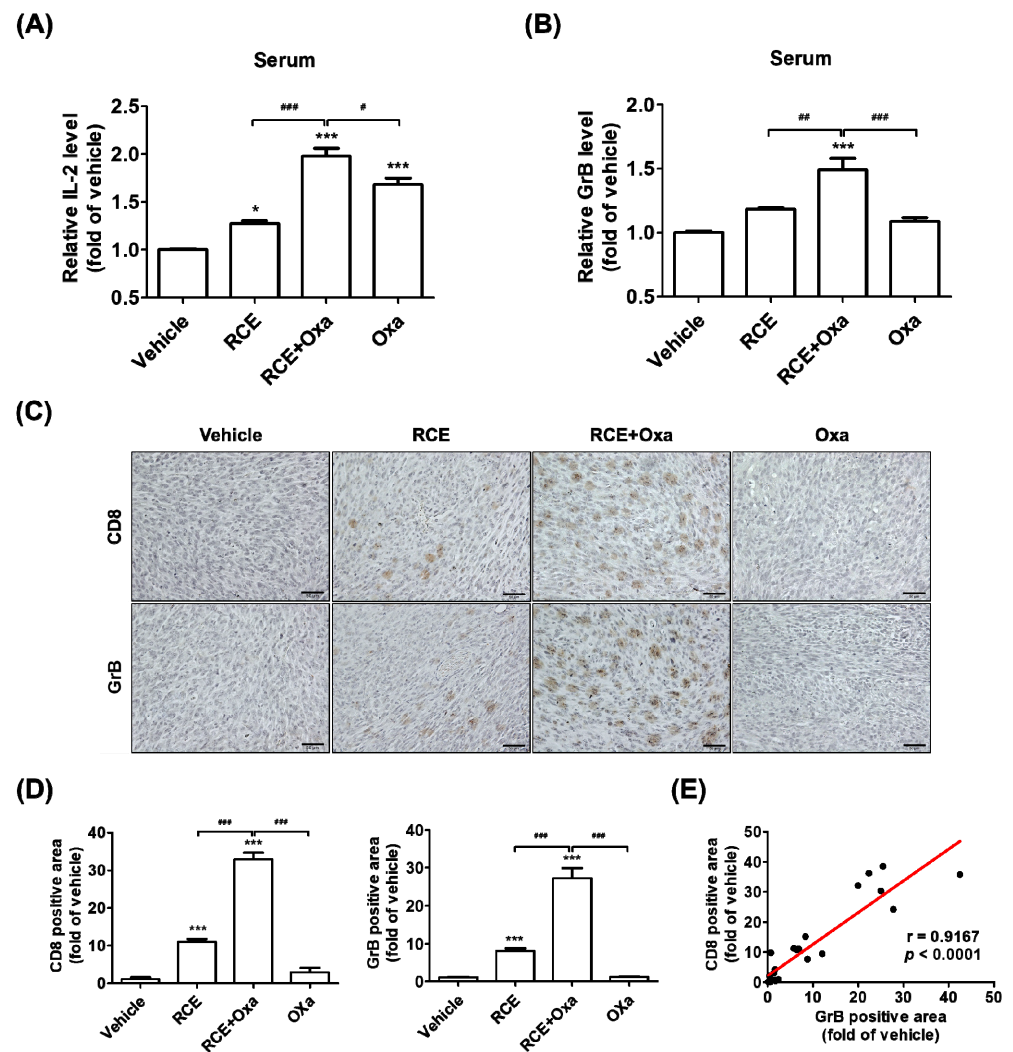 (A)
Serum
Relative IL-2 level
(fold of vehicle)
2.5
2.0
1.5
1.0
0.5
###
#
*
***
***
Vehicle
RCE
RCE+Oxa
Oxa
(B)
Serum
Relative GrB level
(fold of vehicle)
2.0
1.5
1.0
0.5
##
###
***
Vehicle
RCE
RCE+Oxa
Oxa
(C)
Vehicle RCE RCE+Oxa Oxa
CD8
GrB
(D)
CD8 positive area
(fold of vehicle)
40
30
20
10
0
###
###
***
***
Vehicle
RCE
RCE+Oxa
OXa
GrB positive area
(fold of vehicle)
40
30
20
10
0
###
###
***
***
Vehicle
RCE
RCE+Oxa
OXa
(E)
CD8 positive area
(fold of vehicle)
50
40
30
20
10
0
r = 0.9167
p < 0.0001
0 10 20 30 40 50
GrB positive area
(fold of vehicle)